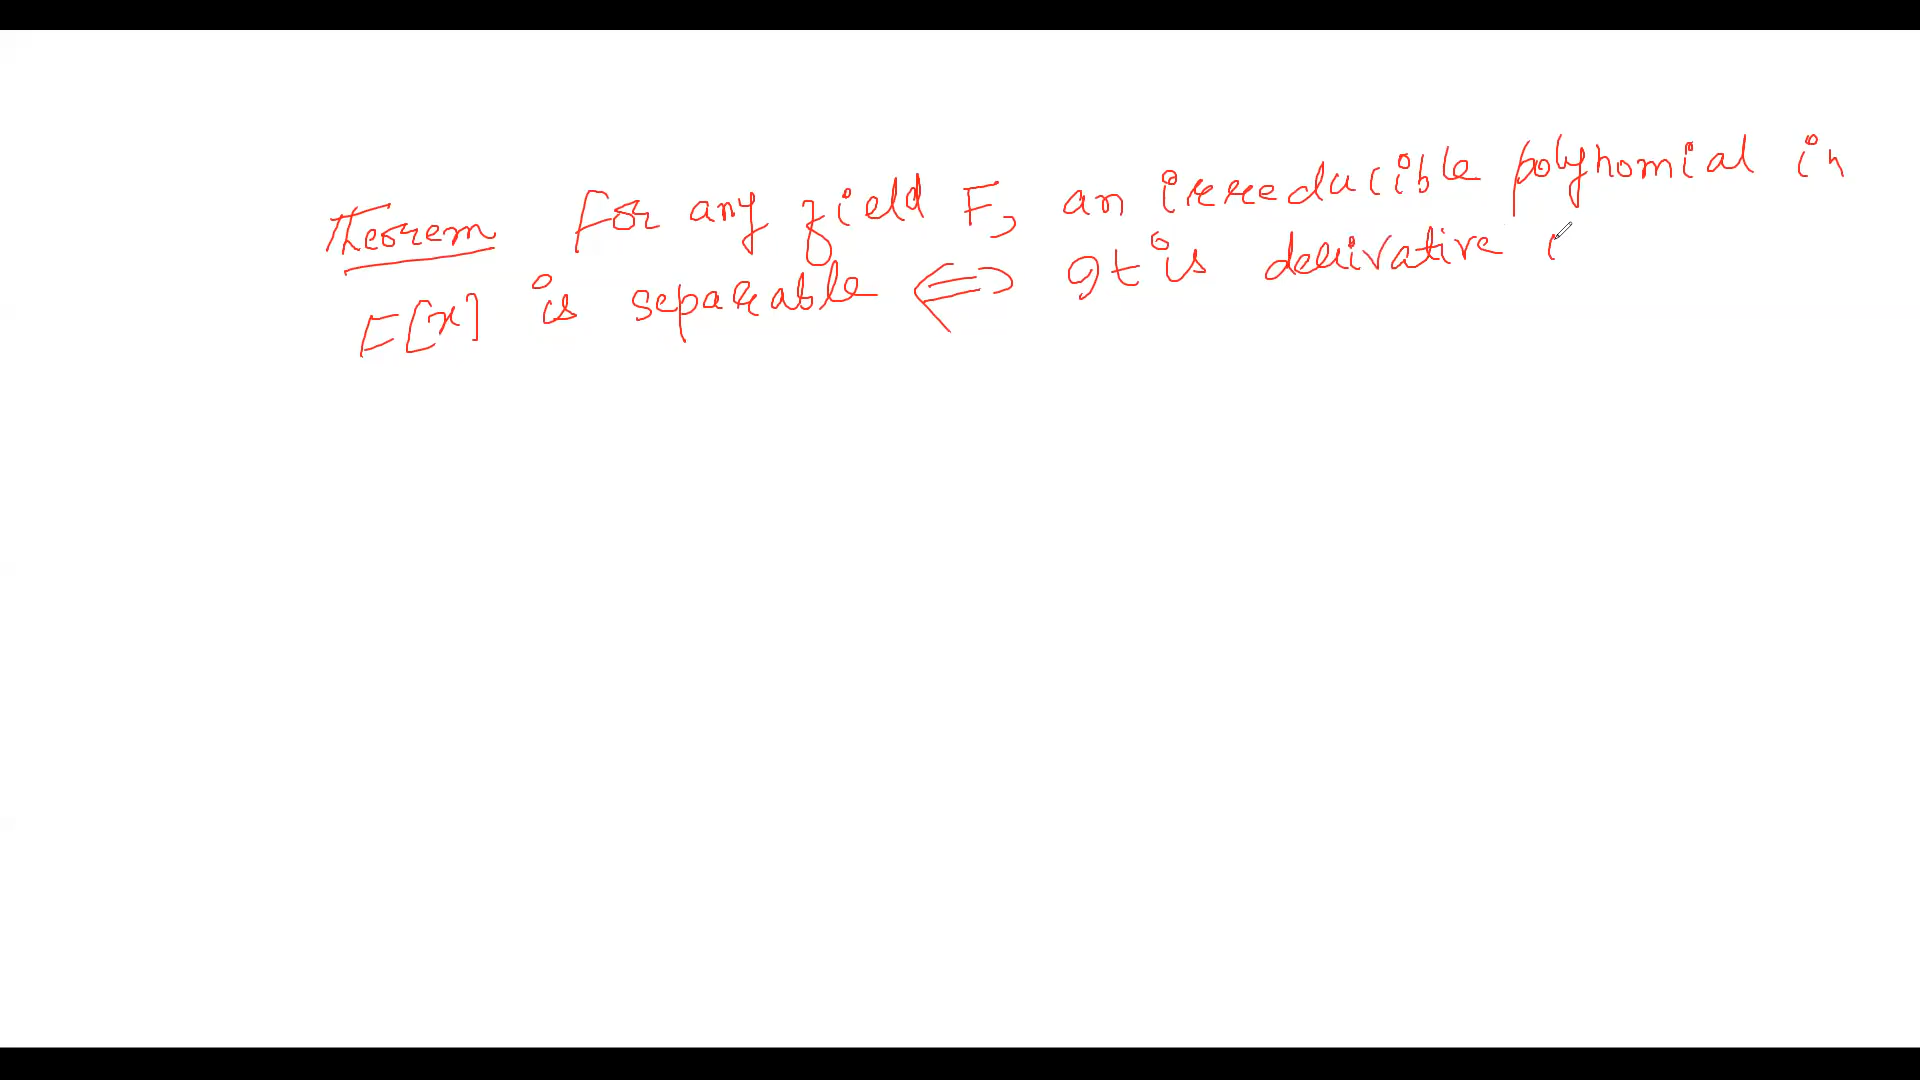 Theorem For any field F, an irreducible polynomial in
F[x] is separable ⟺ It is derivative